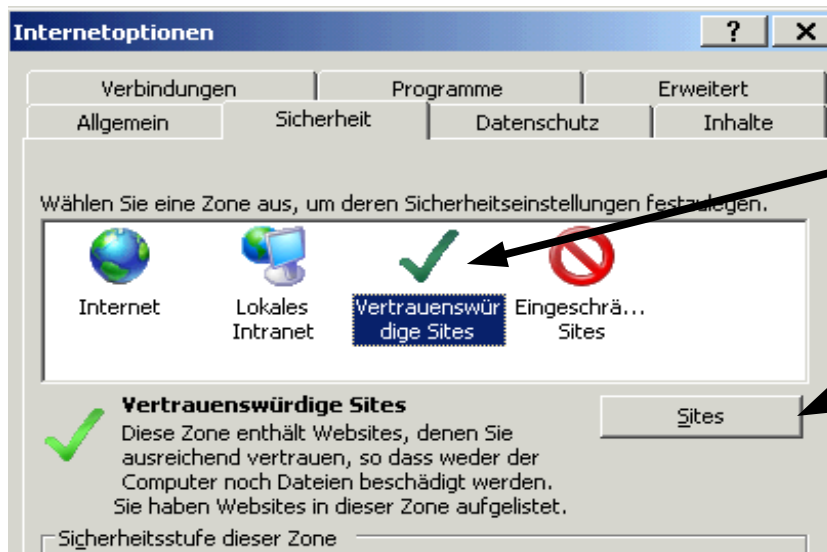 Internetoptionen
?
X
Verbindungen Programme Erweitert
Allgemein Sicherheit Datenschutz Inhalte
Wählen Sie eine Zone aus, um deren Sicherheitseinstellungen festzulegen.
Internet Lokales Intranet Vertrauenswür dige Sites Eingeschrä... Sites
Vertrauenswürdige Sites
Sites
Diese Zone enthält Websites, denen Sie
ausreichend vertrauen, so dass weder der
Computer noch Dateien beschädigt werden.
Sie haben Websites in dieser Zone aufgelistet.
Sicherheitsstufe dieser Zone